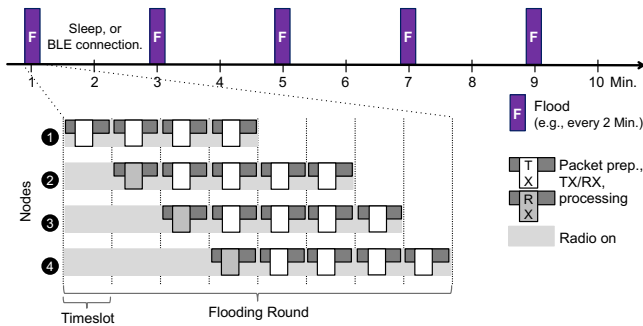 F
F
F
F
F
Sleep, or
BLE connection.
1
2
3
4
5
6
7
8
9
10
Min.
F
Flood
(e.g., every 2 Min.)
Nodes
1
2
3
4
T
X
R
X
Packet prep.,
TX/RX,
processing
Radio on
Timeslot
Flooding Round